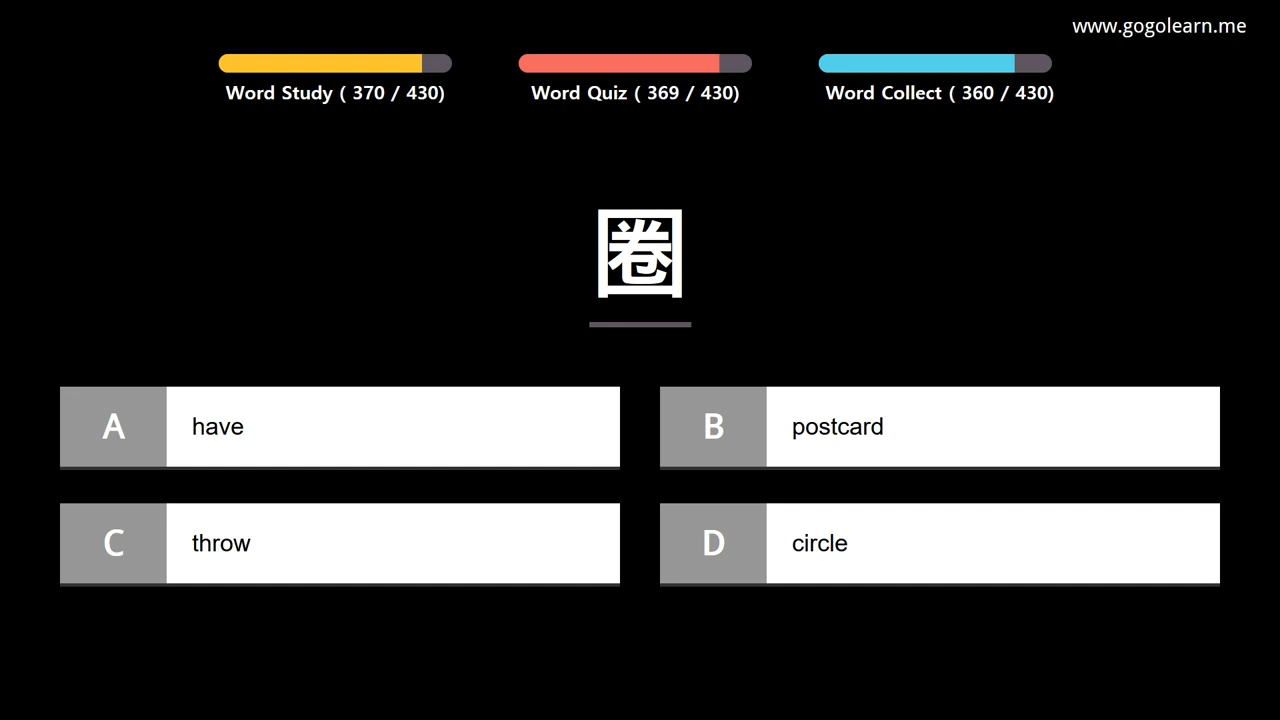 www.gogolearn.me
Word Study ( 370 / 430)
Word Quiz ( 369 / 430)
Word Collect ( 360 / 430)
圈
A have
B postcard
C throw
D circle